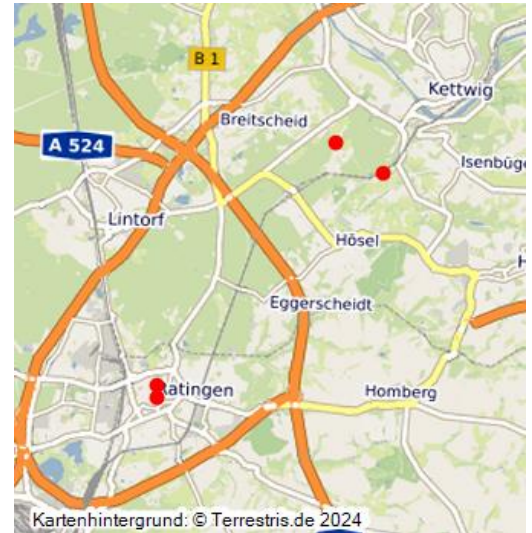 B 1
Kettwig
Breitscheid
A 524
Isenbüge
Lintorf
Hösel
H
Eggerscheidt
Ratingen
Homberg
Kartenhintergrund: © Terrestris.de 2024